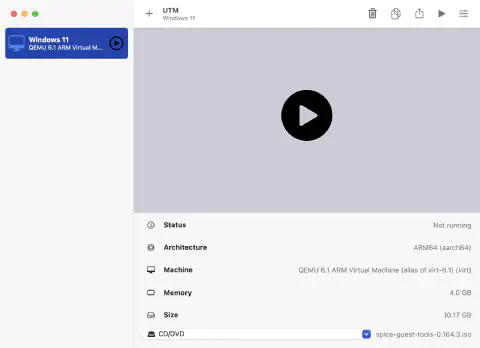 UTM
Windows 11
Windows 11
QEMU 6.1 ARM Virtual M...
Status Not running
Architecture ARM64 (aarch64)
Machine QEMU 6.1 ARM Virtual Machine (alias of virt-6.1) (virt)
Memory 4.0 GB
Size 10.17 GB
CD/DVD spice-guest-tools-0.164.3.iso